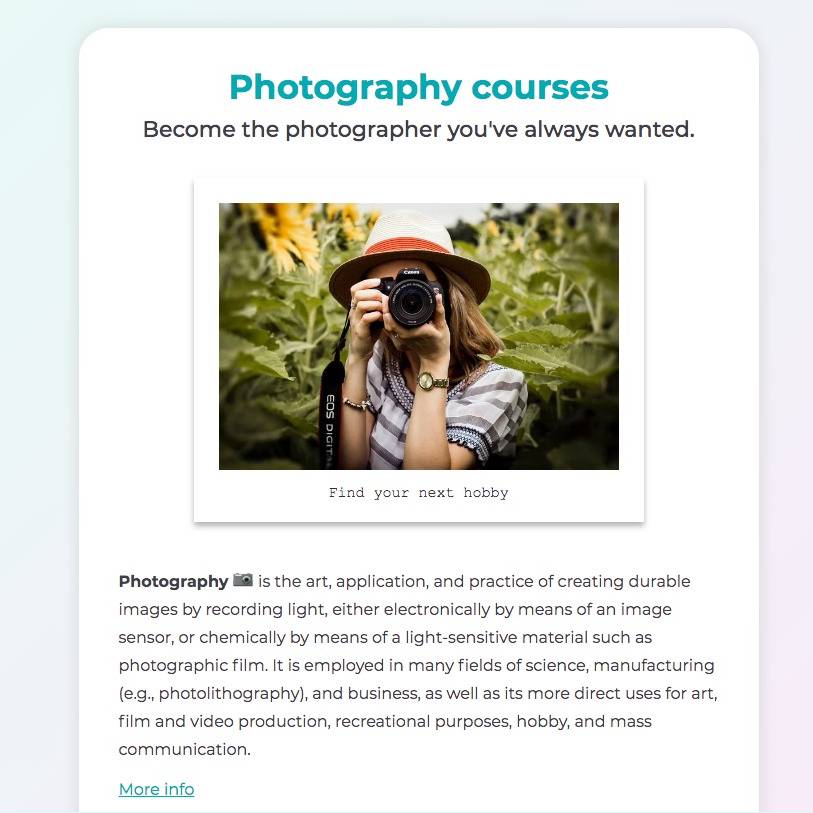 Photography courses
Become the photographer you've always wanted.
Canon
EOS DIGIT
Find your next hobby
Photography 📷 is the art, application, and practice of creating durable
images by recording light, either electronically by means of an image
sensor, or chemically by means of a light-sensitive material such as
photographic film. It is employed in many fields of science, manufacturing
(e.g., photolithography), and business, as well as its more direct uses for art,
film and video production, recreational purposes, hobby, and mass
communication.
More info